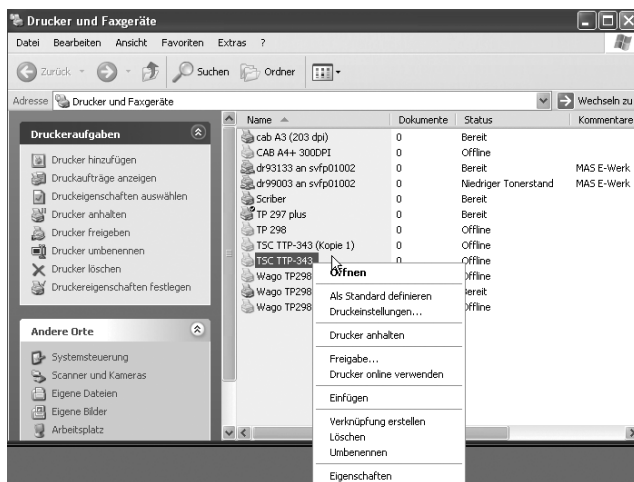 Drucker und Faxgeräte
Datei Bearbeiten Ansicht Favoriten Extras ?
Zurück Suchen Ordner
Adresse Drucker und Faxgeräte Wechseln zu
Druckeraufgaben
Drucker hinzufügen
Druckaufträge anzeigen
Druckeigenschaften auswählen
Drucker anhalten
Drucker freigeben
Drucker umbenennen
Drucker löschen
Druckereigenschaften festlegen
Andere Orte
Systemsteuerung
Scanner und Kameras
Eigene Dateien
Eigene Bilder
Arbeitsplatz
Name Dokumente Status Kommentare
cab A3 (203 dpi) 0 Bereit
CAB A4+ 300DPI 0 Offline
dr93133 an svfp01002 0 Bereit MAS E-Werk
dr99003 an svfp01002 0 Niedriger Tonerstand MAS E-Werk
Scriber 0 Bereit
TP 297 plus 0 Bereit
TP 298 0 Offline
TSC TTP-343 (Kopie 1) 0 Offline
TSC TTP-343 0 Offline
Wago TP298 Offline
Wago TP298 Bereit
Wago TP298 Offline
Öffnen
Als Standard definieren
Druckeinstellungen...
Drucker anhalten
Freigabe...
Drucker online verwenden
Einfügen
Verknüpfung erstellen
Löschen
Umbenennen
Eigenschaften